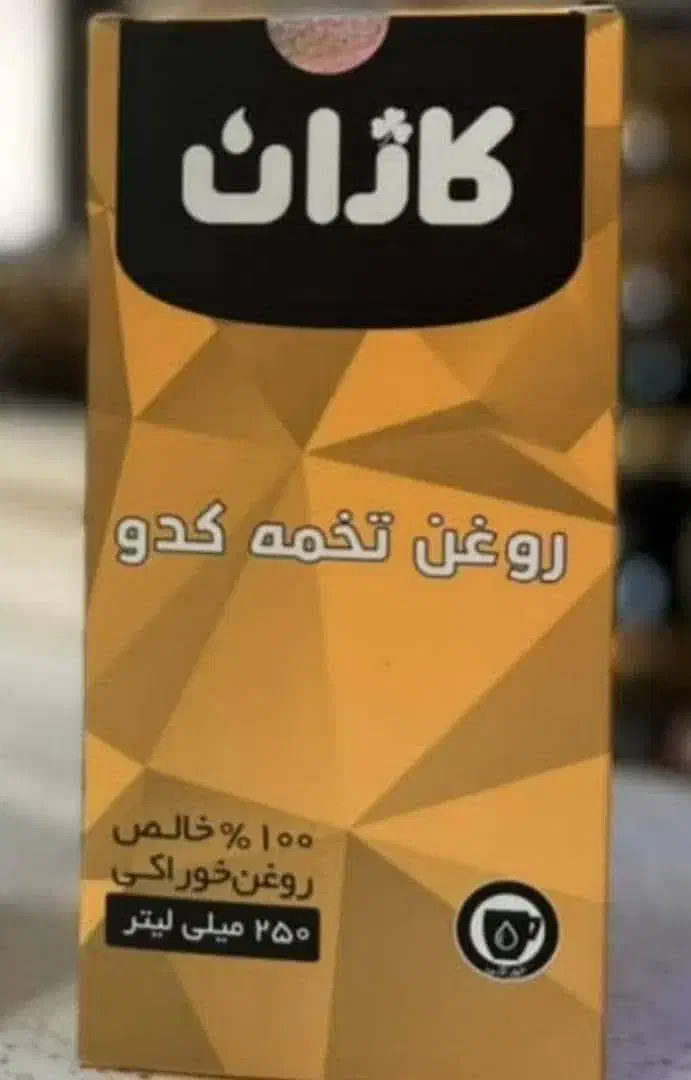 کاژان
روغن تخمه کدو
۱۰۰% خالص
روغن‌خوراکی
۲۵۰ میلی لیتر